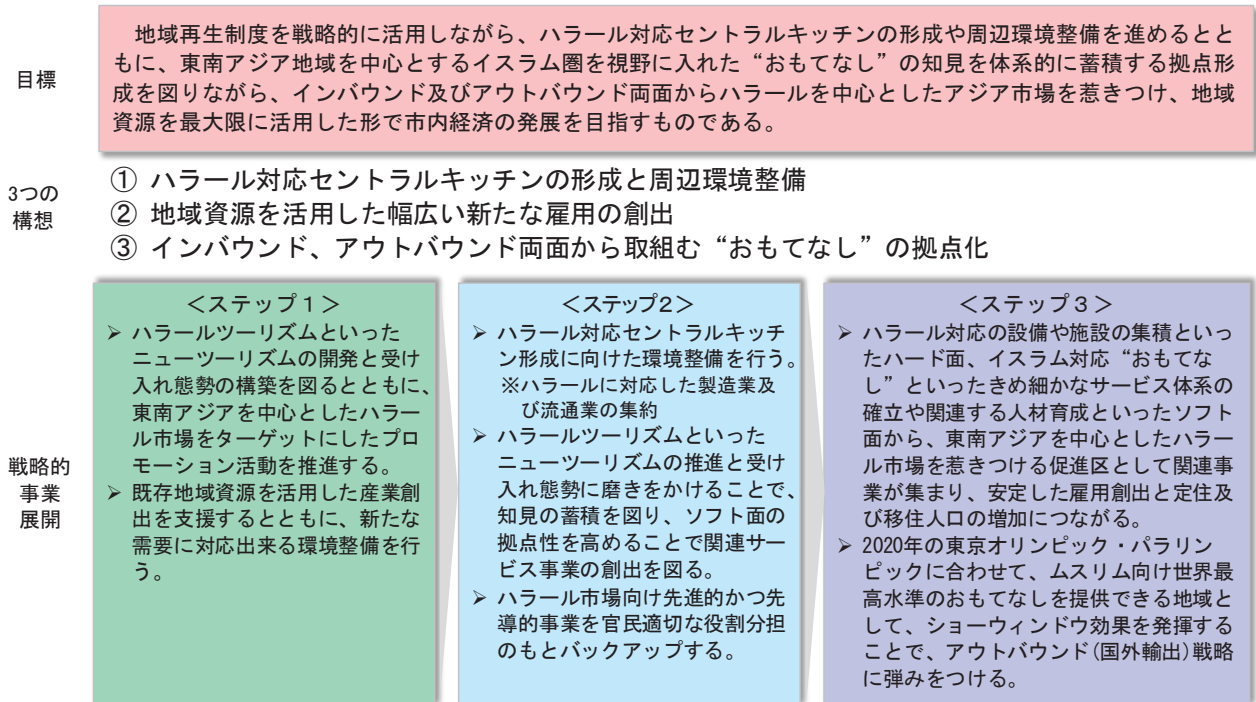 目標
地域再生制度を戦略的に活用しながら、ハラール対応セントラルキッチンの形成や周辺環境整備を進めるとと
もに、東南アジア地域を中心とするイスラム圏を視野に入れた“おもてなし”の知見を体系的に蓄積する拠点形
成を図りながら、インバウンド及びアウトバウンド両面からハラールを中心としたアジア市場を惹きつけ、地域
資源を最大限に活用した形で市内経済の発展を目指すものである。
3つの
構想
① ハラール対応セントラルキッチンの形成と周辺環境整備
② 地域資源を活用した幅広い新たな雇用の創出
③ インバウンド、アウトバウンド両面から取組む“おもてなし”の拠点化
戦略的
事業
展開
＜ステップ１＞
➢ ハラールツーリズムといった
ニューツーリズムの開発と受け
入れ態勢の構築を図るとともに、
東南アジアを中心としたハラー
ル市場をターゲットにしたプロ
モーション活動を推進する。
➢ 既存地域資源を活用した産業創
出を支援するとともに、新たな
需要に対応出来る環境整備を行
う。
＜ステップ２＞
➢ ハラール対応セントラルキッチ
ン形成に向けた環境整備を行う。
※ハラールに対応した製造業及
び流通業の集約
➢ ハラールツーリズムといった
ニューツーリズムの推進と受け
入れ態勢に磨きをかけることで、
知見の蓄積を図り、ソフト面の
拠点性を高めることで関連サー
ビス事業の創出を図る。
➢ ハラール市場向け先進的かつ先
導的事業を官民適切な役割分担
のもとバックアップする。
＜ステップ３＞
➢ ハラール対応の設備や施設の集積といっ
たハード面、イスラム対応“おもてな
し”といったきめ細かなサービス体系の
確立や関連する人材育成といったソフト
面から、東南アジアを中心としたハラー
ル市場を惹きつける促進区として関連事
業が集まり、安定した雇用創出と定住及
び移住人口の増加につながる。
➢ 2020年の東京オリンピック・パラリン
ピックに合わせて、ムスリム向け世界最
高水準のおもてなしを提供できる地域と
して、ショーウィンドウ効果を発揮する
ことで、アウトバウンド(国外輸出)戦略
に弾みをつける。